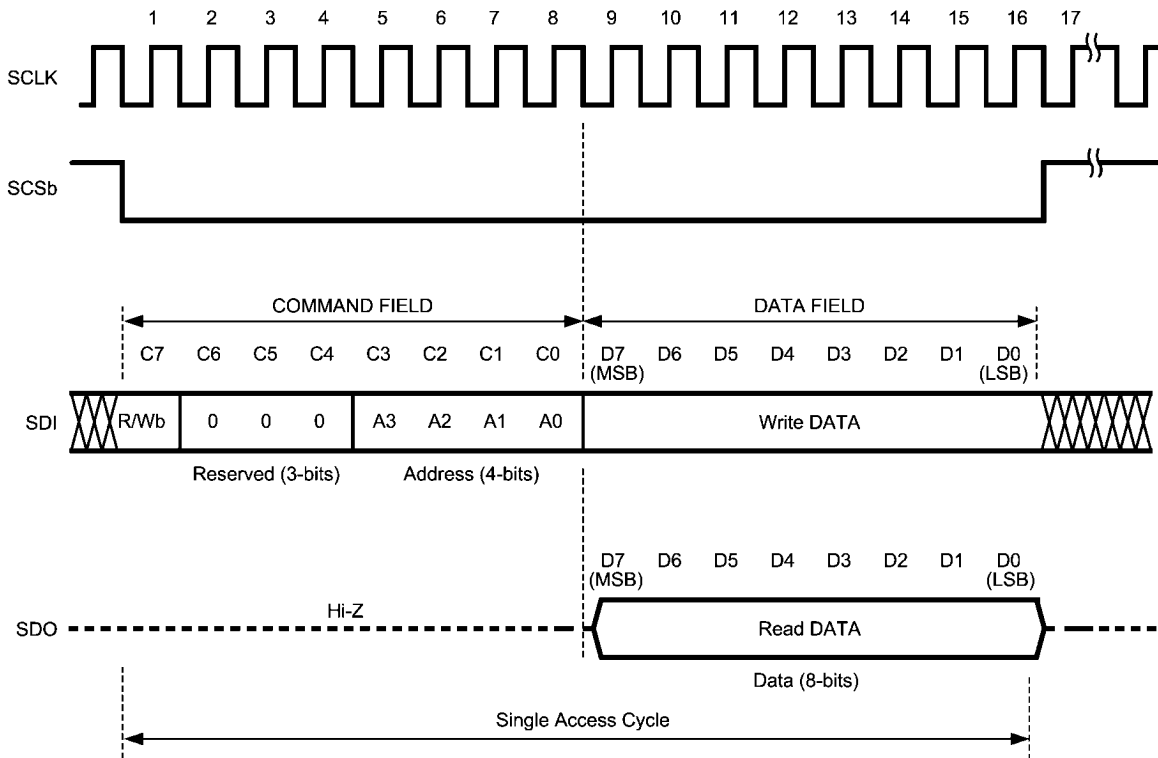 1 2 3 4 5 6 7 8 9 10 11 12 13 14 15 16 17
SCLK
SCSb
COMMAND FIELD DATA FIELD
C7 C6 C5 C4 C3 C2 C1 C0 D7 D6 D5 D4 D3 D2 D1 D0
(MSB) (LSB)
SDI R/Wb 0 0 0 A3 A2 A1 A0 Write DATA
Reserved (3-bits) Address (4-bits)
D7 D6 D5 D4 D3 D2 D1 D0
(MSB) (LSB)
Hi-Z
SDO Read DATA
Data (8-bits)
Single Access Cycle